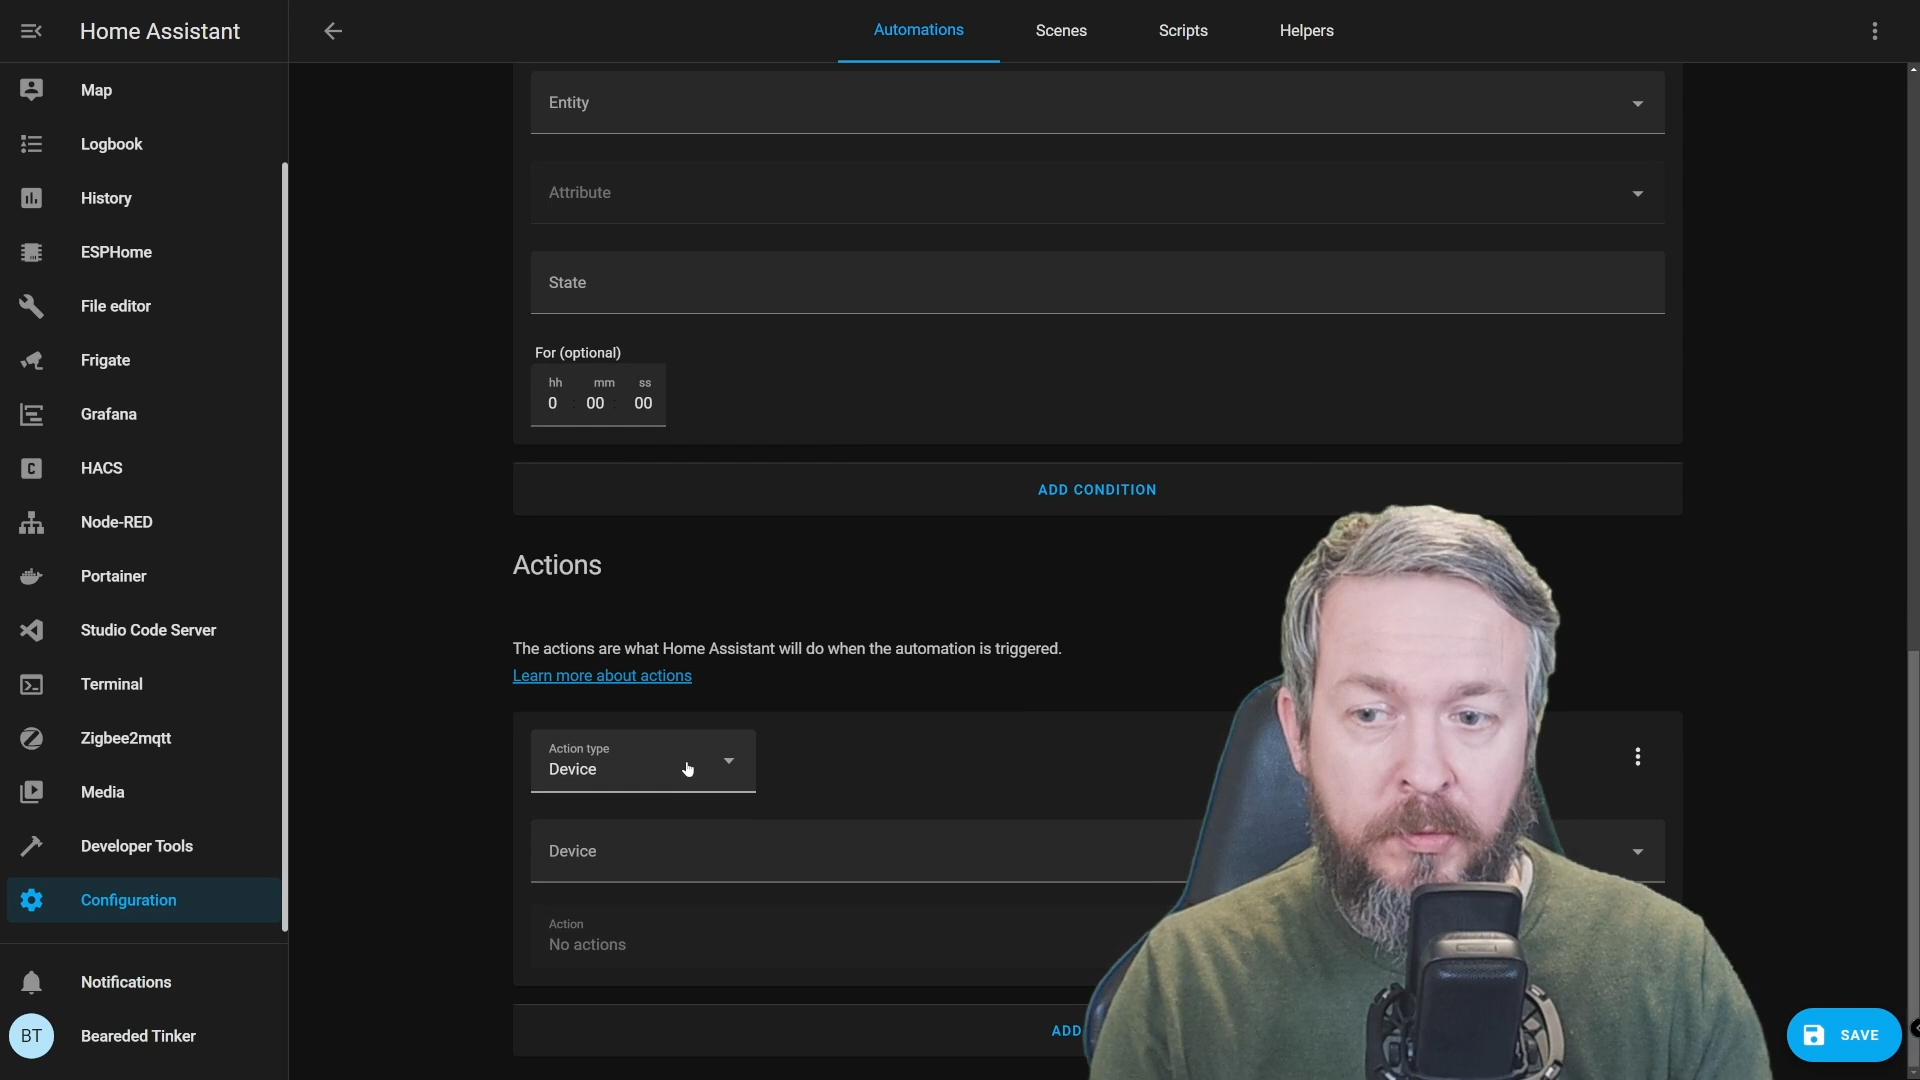 Home Assistant
Automations
Scenes
Scripts
Helpers
Map
Logbook
History
ESPHome
File editor
Frigate
Grafana
C
HACS
Node-RED
Portainer
Studio Code Server
Terminal
Zigbee2mqtt
Media
Developer Tools
Configuration
Notifications
BT
Bearded Tinker
Entity
Attribute
State
For (optional)
hh mm ss
0 : 00 : 00
ADD CONDITION
Actions
The actions are what Home Assistant will do when the automation is triggered.
Learn more about actions
Action type
Device
Device
Action
No actions
ADD
SAVE